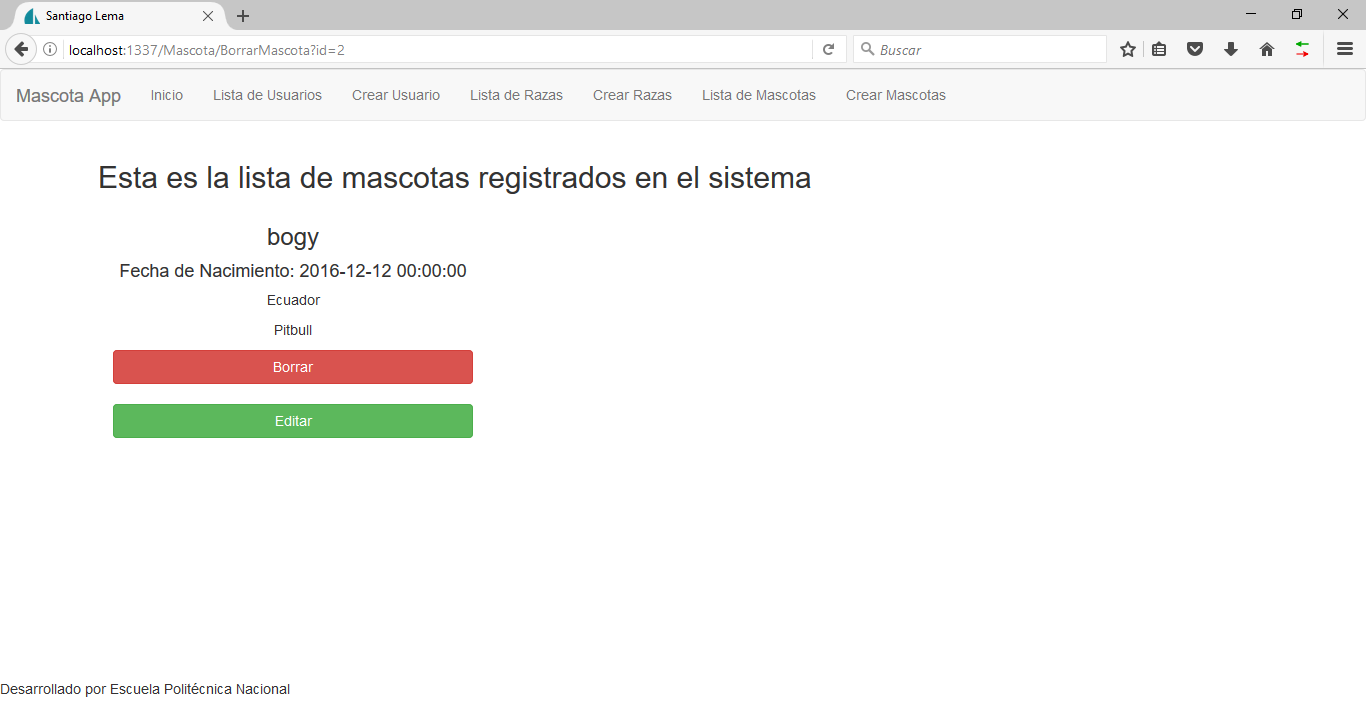 Santiago Lema
localhost:1337/Mascota/BorrarMascota?id=2
Buscar
Mascota App Inicio Lista de Usuarios Crear Usuario Lista de Razas Crear Razas Lista de Mascotas Crear Mascotas
Esta es la lista de mascotas registrados en el sistema
bogy
Fecha de Nacimiento: 2016-12-12 00:00:00
Ecuador
Pitbull
Borrar
Editar
Desarrollado por Escuela Politécnica Nacional